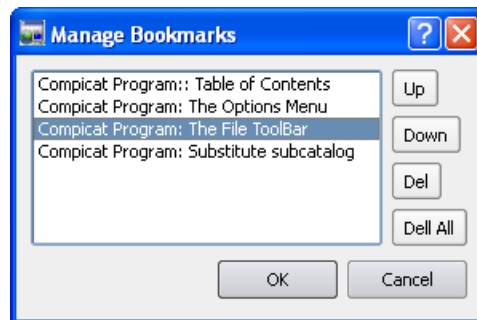 Manage Bookmarks
?
Compicat Program:: Table of Contents
Compicat Program: The Options Menu
Compicat Program: The File ToolBar
Compicat Program: Substitute subcatalog
Up
Down
Del
Dell All
OK
Cancel